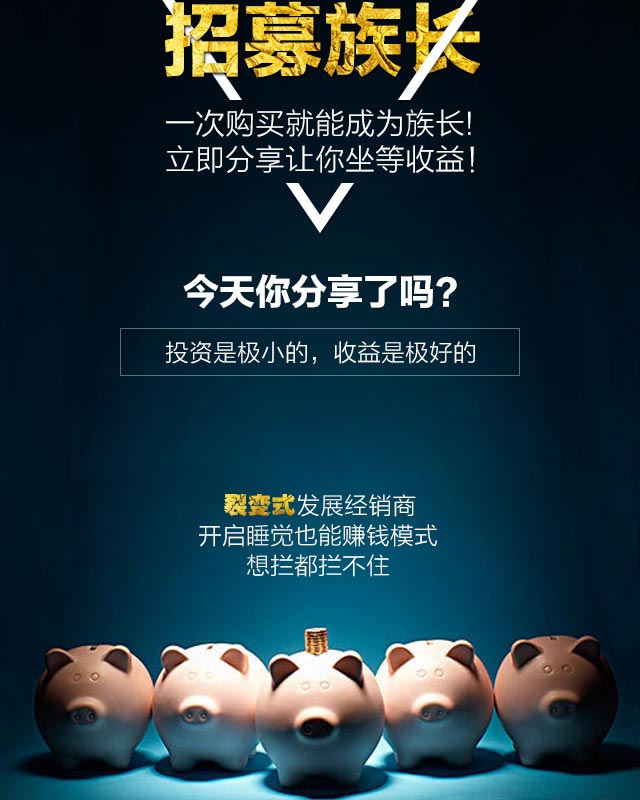 招募族长
一次购买就能成为族长!
立即分享让你坐等收益!
今天你分享了吗?
投资是极小的，收益是极好的
裂变式发展经销商
开启睡觉也能赚钱模式
想拦都拦不住